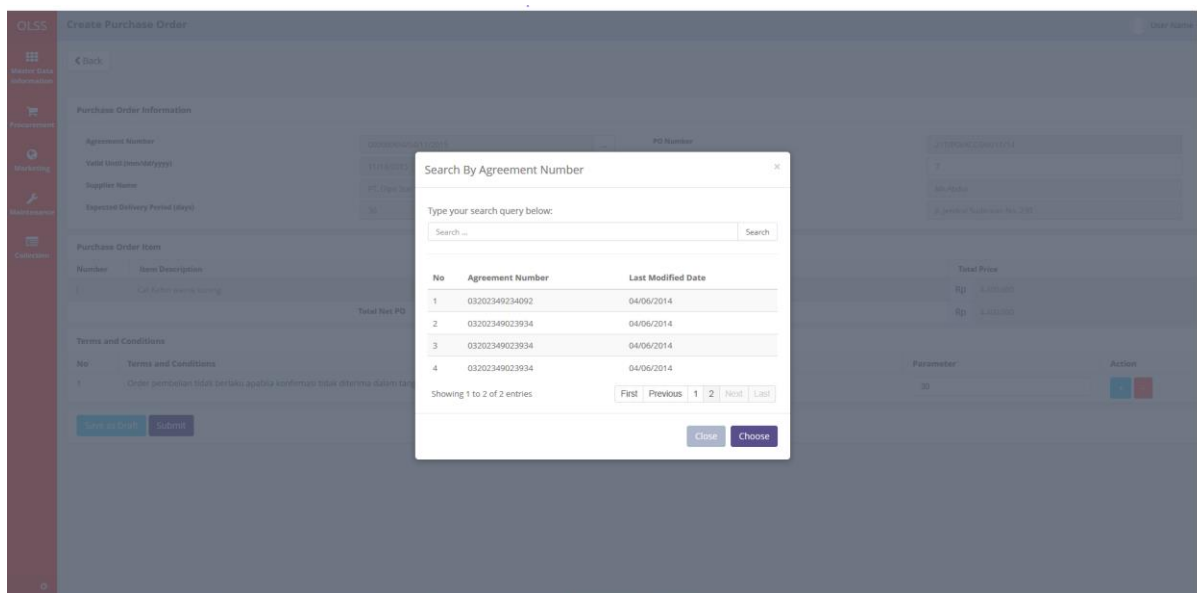 OLSS
Create Purchase Order
User Name
Master Data Information
Back
Procurement
Purchase Order Information
Agreement Number
PO Number
Marketing
Valid Until (mm/dd/yyyy)
Supplier Name
Maintenance
Expected Delivery Period (days)
30
Collection
Search By Agreement Number
×
Type your search query below:
Search ...
Search
No Agreement Number Last Modified Date
1 03202349234092 04/06/2014
2 03202349023934 04/06/2014
3 03202349023934 04/06/2014
4 03202349023934 04/06/2014
Showing 1 to 2 of 2 entries
First Previous 1 2 Next Last
Close Choose
Purchase Order Item
Number Item Description Total Price
Rp
Total Net PO Rp
Terms and Conditions
No Terms and Conditions Parameter Action
1 Order pembelian tidak berlaku apabila konfirmasi tidak diterima dalam 30
Save as Draft Submit